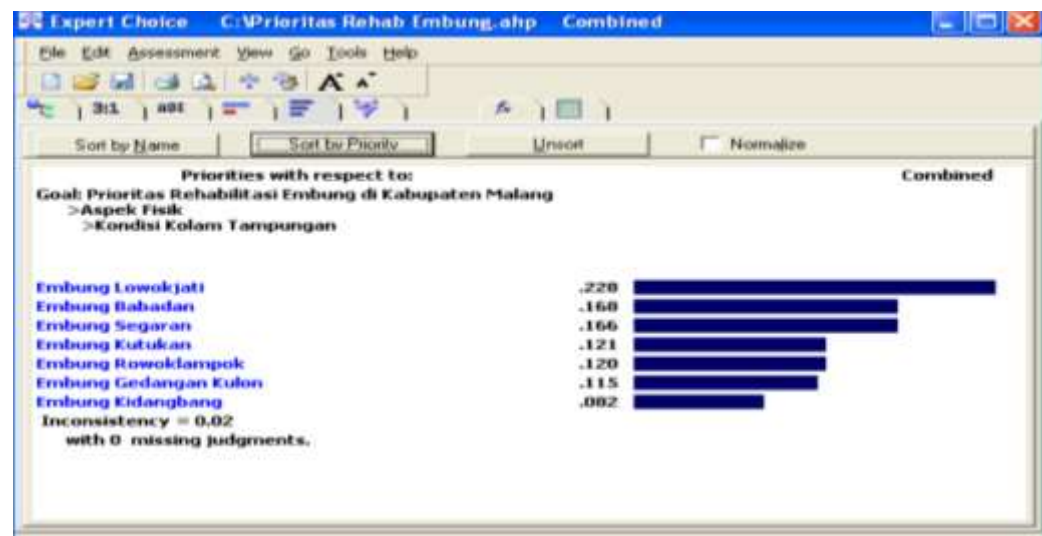 Expert Choice C:\Prioritas Rehab Embung.ahp Combined
File Edit Assessment View Go Tools Help
3:1 ABC
Sort by Name Sort by Priority Unsort Normalize
Priorities with respect to: Combined
Goal: Prioritas Rehabilitasi Embung di Kabupaten Malang
>Aspek Fisik
>Kondisi Kolam Tampungan
Embung Lowokjati .228
Embung Babadan .168
Embung Segaran .166
Embung Kutukan .121
Embung Rowoklampok .120
Embung Gedangan Kulon .115
Embung Kidangbang .082
Inconsistency = 0.02
with 0 missing judgments.